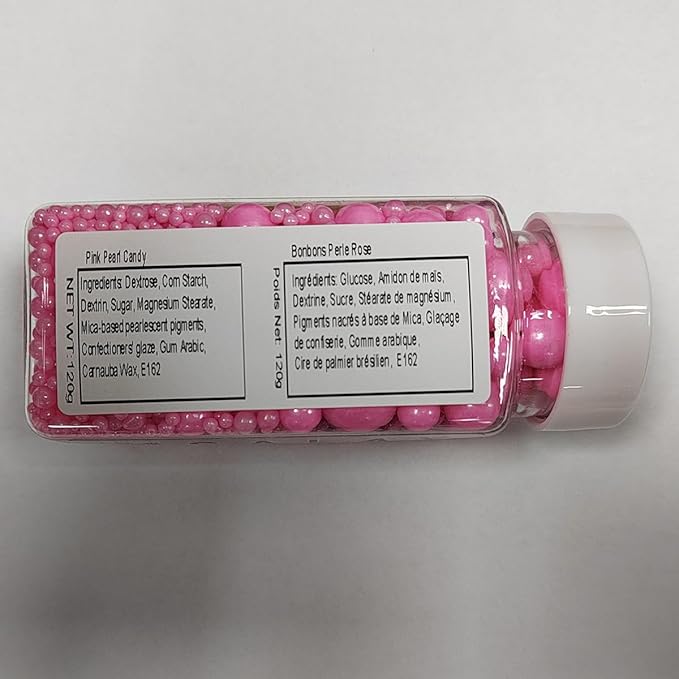 Pink Pearl Candy
Ingredients: Dextrose, Corn Starch,
Dextrin, Sugar, Magnesium Stearate,
Mica-based pearlescent pigments,
Confectioners' glaze, Gum Arabic,
Carnauba Wax, E162
NET WT: 120g
Bonbons Perle Rose
Ingrédients: Glucose, Amidon de maïs,
Dextrine, Sucre, Stéarate de magnésium,
Pigments nacrés à base de Mica, Glaçage
de confiserie, Gomme arabique,
Cire de palmier brésilien, E162
Poids Net: 120g